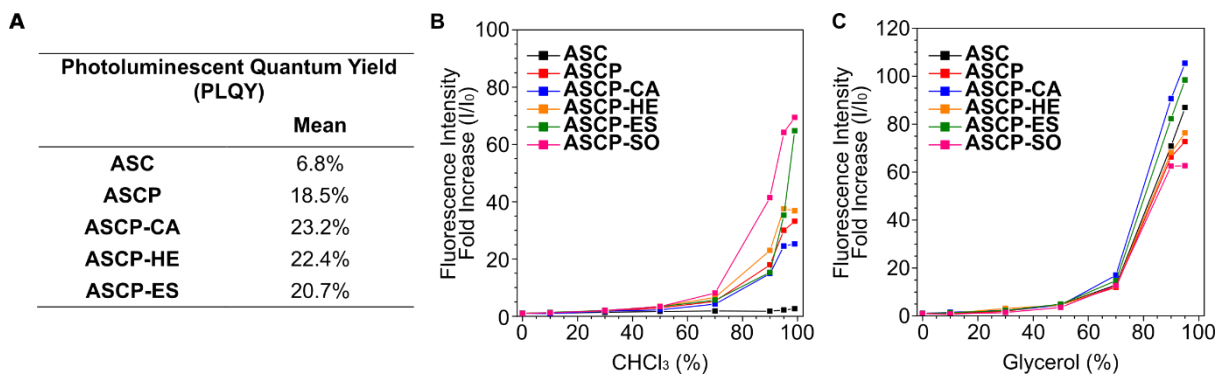 A
Photoluminescent Quantum Yield
(PLQY)
Mean
ASC 6.8%
ASCP 18.5%
ASCP-CA 23.2%
ASCP-HE 22.4%
ASCP-ES 20.7%
B
Fluorescence Intensity
Fold Increase (I/I₀)
100
80
60
40
20
0
ASC
ASCP
ASCP-CA
ASCP-HE
ASCP-ES
ASCP-SO
0 20 40 60 80 100
CHCl₃ (%)
C
Fluorescence Intensity
Fold Increase (I/I₀)
120
100
80
60
40
20
0
ASC
ASCP
ASCP-CA
ASCP-HE
ASCP-ES
ASCP-SO
0 20 40 60 80 100
Glycerol (%)